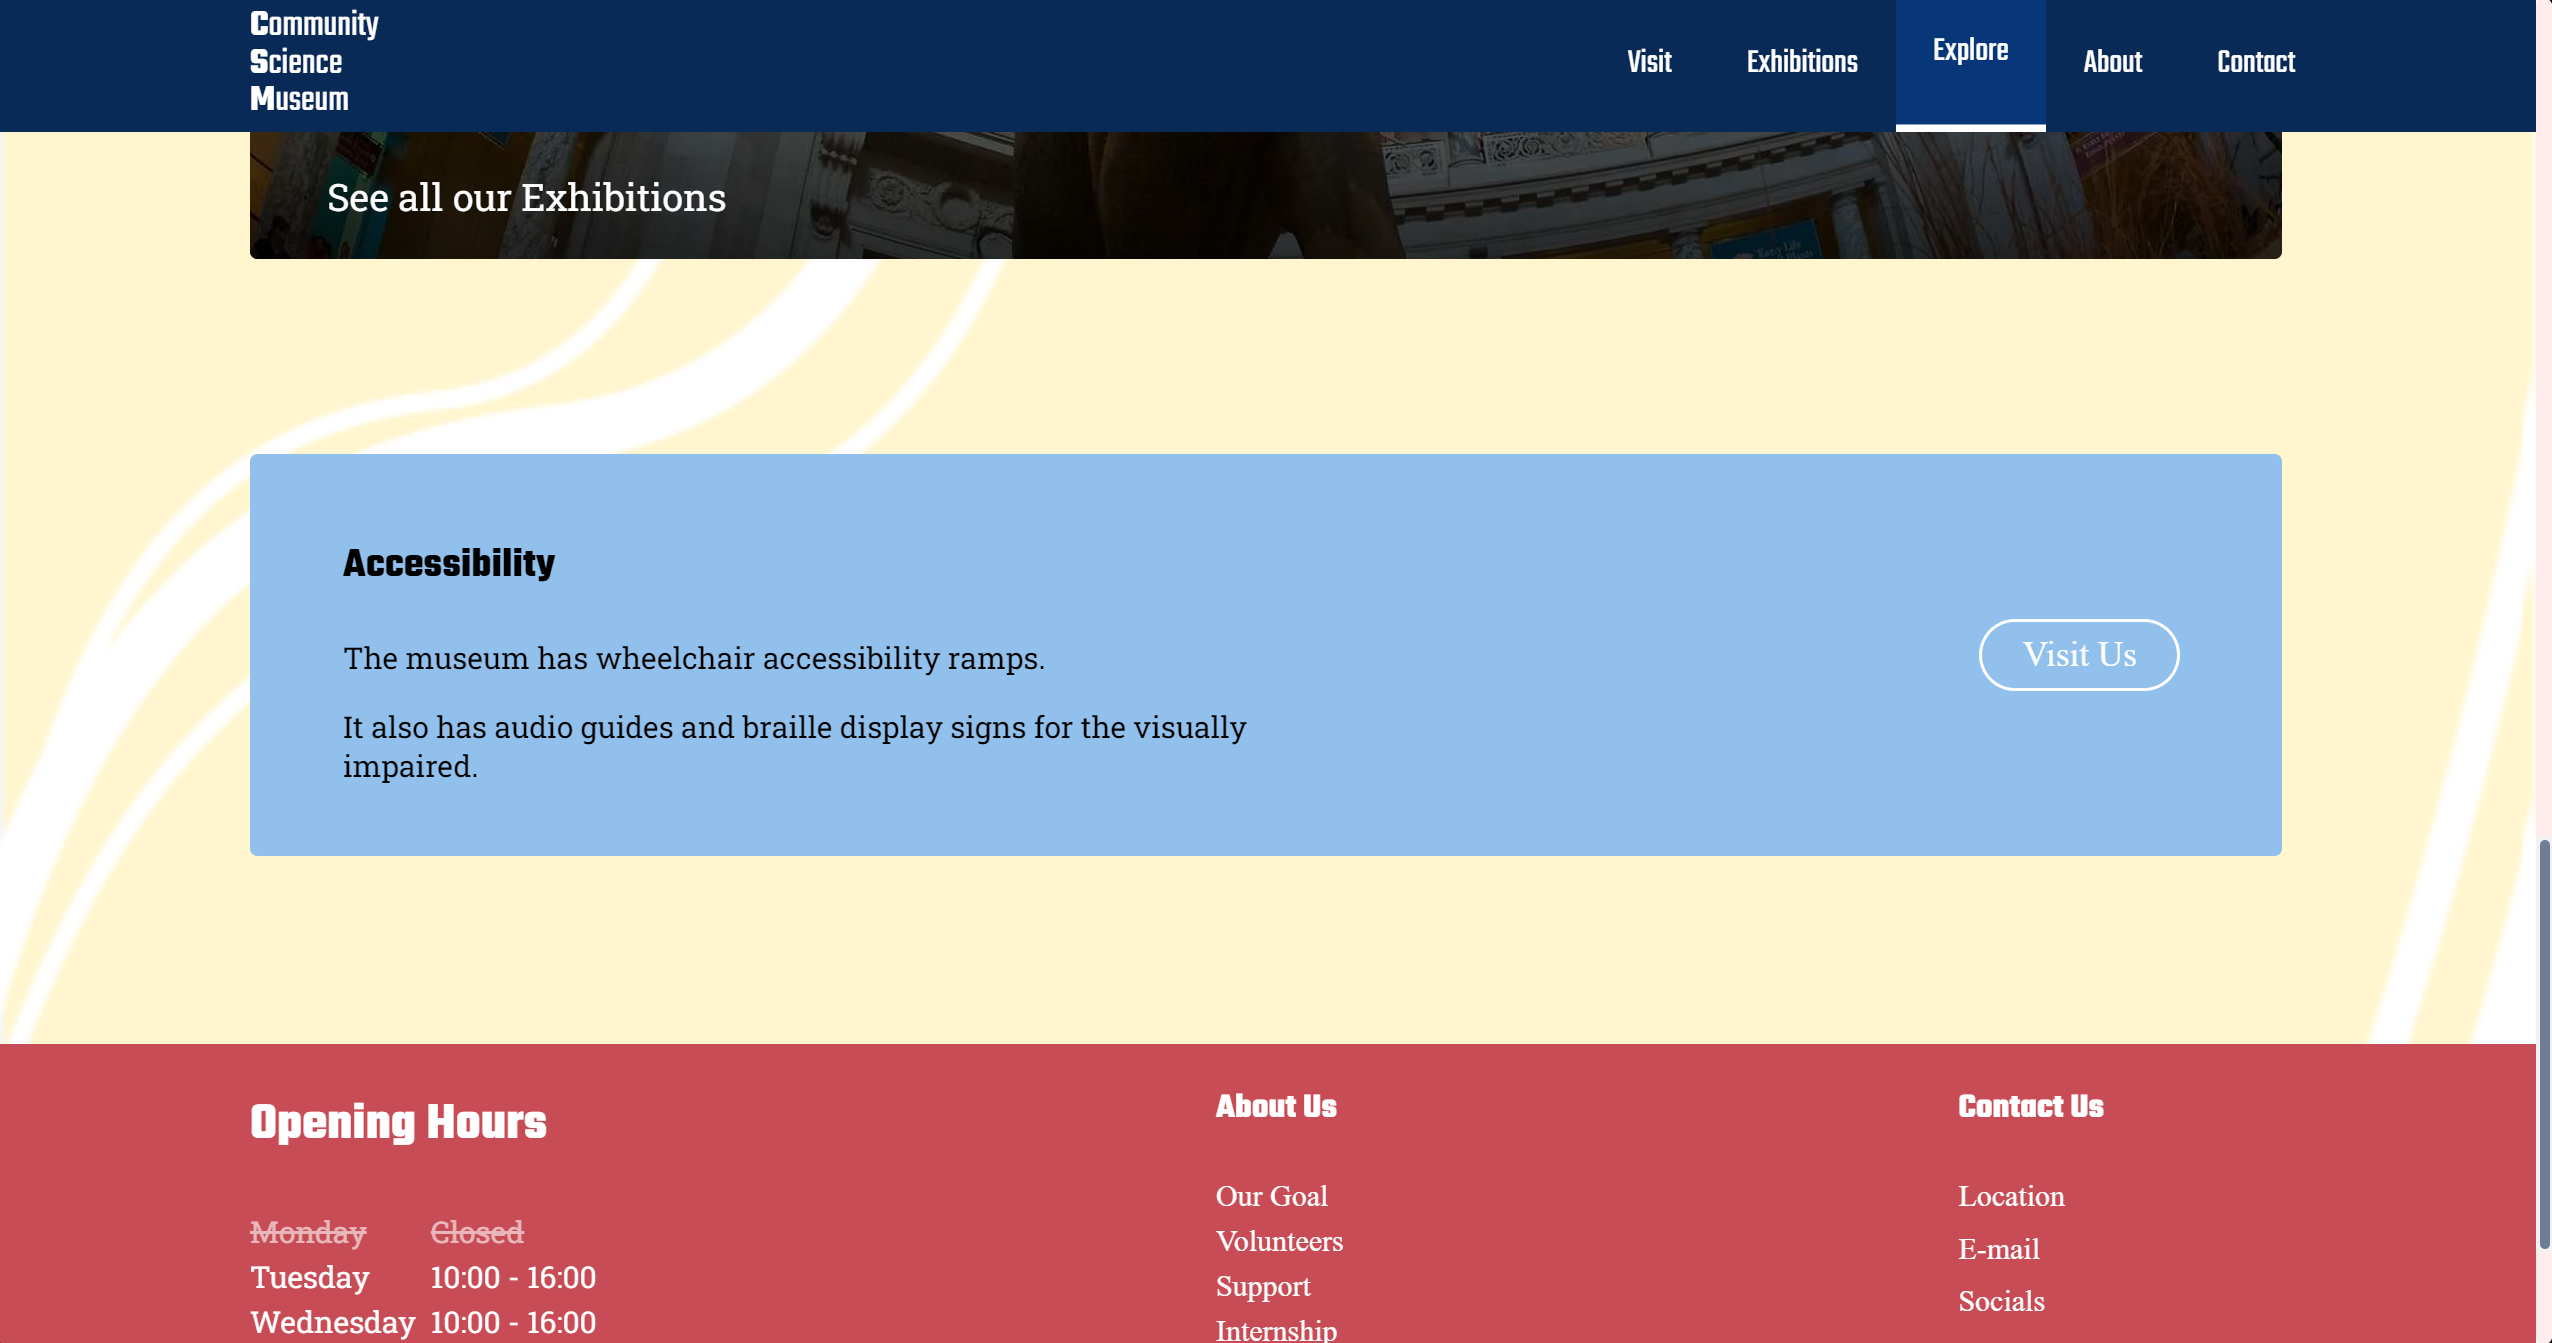 Community
Science
Museum
Visit
Exhibitions
Explore
About
Contact
See all our Exhibitions
Accessibility
The museum has wheelchair accessibility ramps.
It also has audio guides and braille display signs for the visually
impaired.
Visit Us
Opening Hours
Monday Closed
Tuesday 10:00 - 16:00
Wednesday 10:00 - 16:00
About Us
Our Goal
Volunteers
Support
Internship
Contact Us
Location
E-mail
Socials